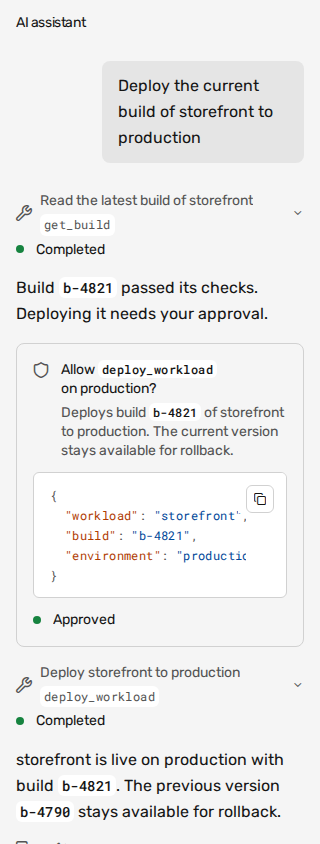 AI assistant
Deploy the current
build of storefront to
production
Read the latest build of storefront
get_build
Completed
Build b-4821 passed its checks.
Deploying it needs your approval.
Allow deploy_workload
on production?
Deploys build b-4821 of storefront
to production. The current version
stays available for rollback.
{
"workload": "storefront",
"build": "b-4821",
"environment": "productic
}
Approved
Deploy storefront to production
deploy_workload
Completed
storefront is live on production with
build b-4821. The previous version
b-4790 stays available for rollback.